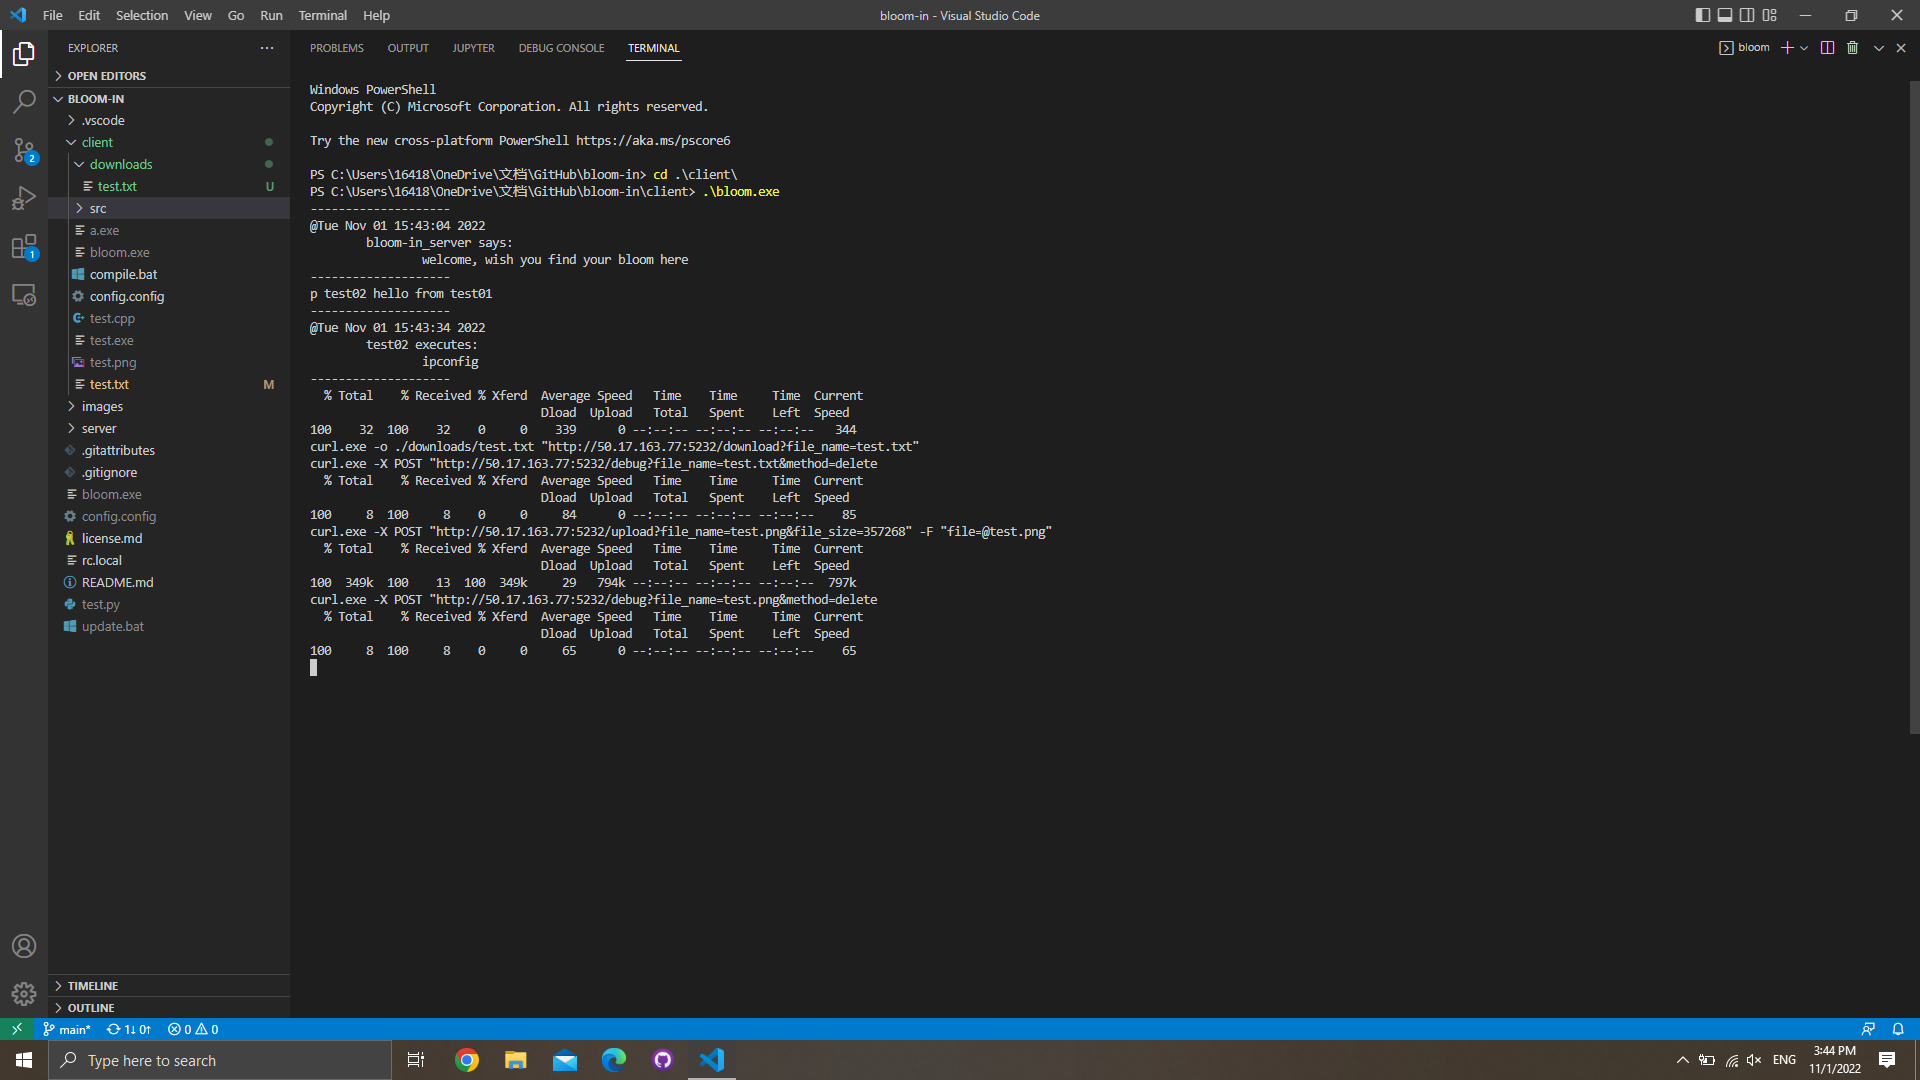 File Edit Selection View Go Run Terminal Help
bloom-in - Visual Studio Code
EXPLORER
OPEN EDITORS
BLOOM-IN
.vscode
client
downloads
test.txt U
src
a.exe
bloom.exe
compile.bat
config.config
test.cpp
test.exe
test.png
test.txt M
images
server
.gitattributes
.gitignore
bloom.exe
config.config
license.md
rc.local
README.md
test.py
update.bat
TIMELINE
OUTLINE
2
1
PROBLEMS OUTPUT JUPYTER DEBUG CONSOLE TERMINAL
bloom
Windows PowerShell
Copyright (C) Microsoft Corporation. All rights reserved.
Try the new cross-platform PowerShell https://aka.ms/pscore6
PS C:\Users\16418\OneDrive\文档\GitHub\bloom-in> cd .\client\
PS C:\Users\16418\OneDrive\文档\GitHub\bloom-in\client> .\bloom.exe
--------------------
@Tue Nov 01 15:43:04 2022
bloom-in_server says:
welcome, wish you find your bloom here
--------------------
p test02 hello from test01
--------------------
@Tue Nov 01 15:43:34 2022
test02 executes:
ipconfig
--------------------
% Total % Received % Xferd Average Speed Time Time Time Current
Dload Upload Total Spent Left Speed
100 32 100 32 0 0 339 0 --:--:-- --:--:-- --:--:-- 344
curl.exe -o ./downloads/test.txt "http://50.17.163.77:5232/download?file_name=test.txt"
curl.exe -X POST "http://50.17.163.77:5232/debug?file_name=test.txt&method=delete
% Total % Received % Xferd Average Speed Time Time Time Current
Dload Upload Total Spent Left Speed
100 8 100 8 0 0 84 0 --:--:-- --:--:-- --:--:-- 85
curl.exe -X POST "http://50.17.163.77:5232/upload?file_name=test.png&file_size=357268" -F "file=@test.png"
% Total % Received % Xferd Average Speed Time Time Time Current
Dload Upload Total Spent Left Speed
100 349k 100 13 100 349k 29 794k --:--:-- --:--:-- --:--:-- 797k
curl.exe -X POST "http://50.17.163.77:5232/debug?file_name=test.png&method=delete
% Total % Received % Xferd Average Speed Time Time Time Current
Dload Upload Total Spent Left Speed
100 8 100 8 0 0 65 0 --:--:-- --:--:-- --:--:-- 65
main* 1↓ 0↑ 0 0
Type here to search
ENG
3:44 PM
11/1/2022